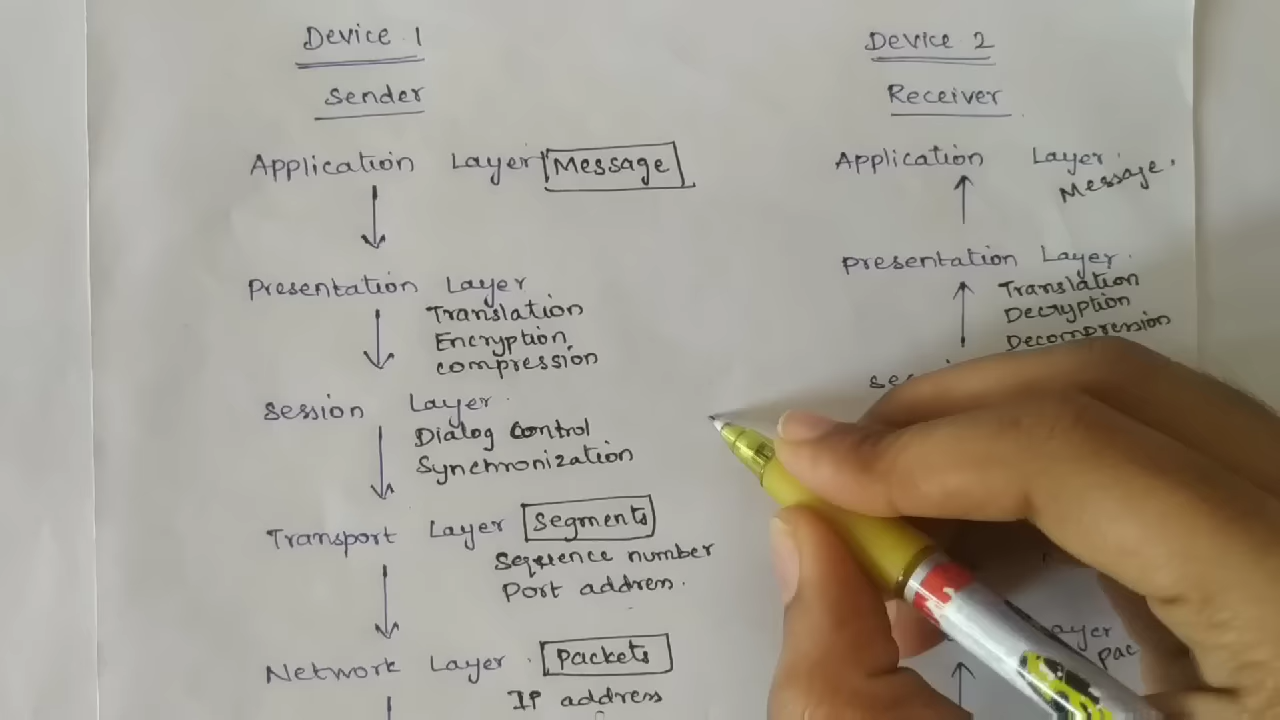 Device 1
Sender
Application Layer Message
Presentation Layer
Translation
Encryption
compression
Session Layer
Dialog Control
Synchronization
Transport Layer Segments
Sequence number
Port address.
Network Layer. Packets
IP address
Device 2
Receiver
Application Layer.
Message.
Presentation Layer.
Translation
Decryption
Decompression